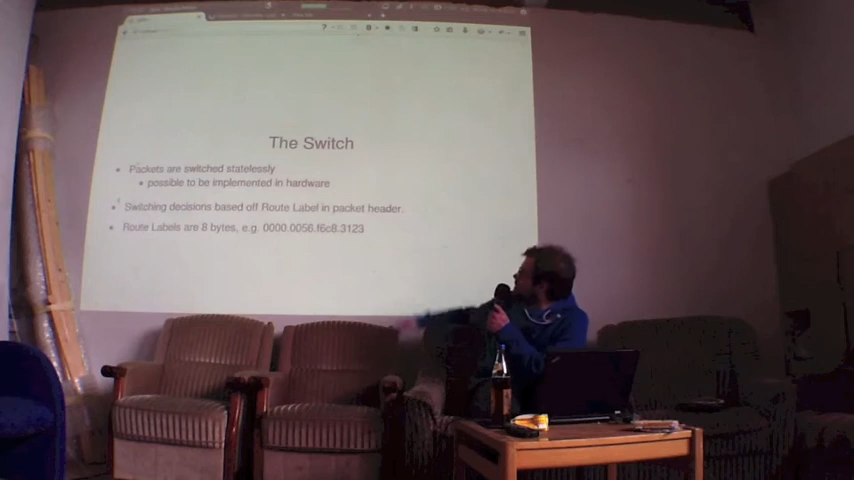 The Switch
Packets are switched statelessly
possible to be implemented in hardware
Switching decisions based off Route Label in packet header.
Route Labels are 8 bytes, e.g. 0000.0056.f6c8.3123